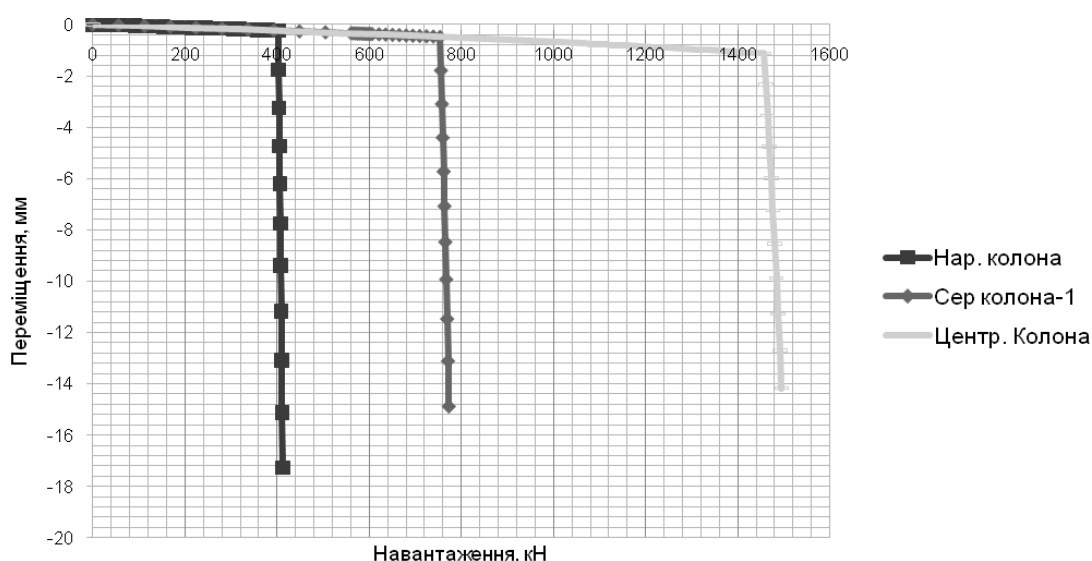 0
0 200 400 600 800 1000 1200 1400 1600
-2
-4
-6
-8
-10
-12
-14
-16
-18
-20
Переміщення, мм
Навантаження, кН
Нар. колона
Сер колона-1
Центр. Колона